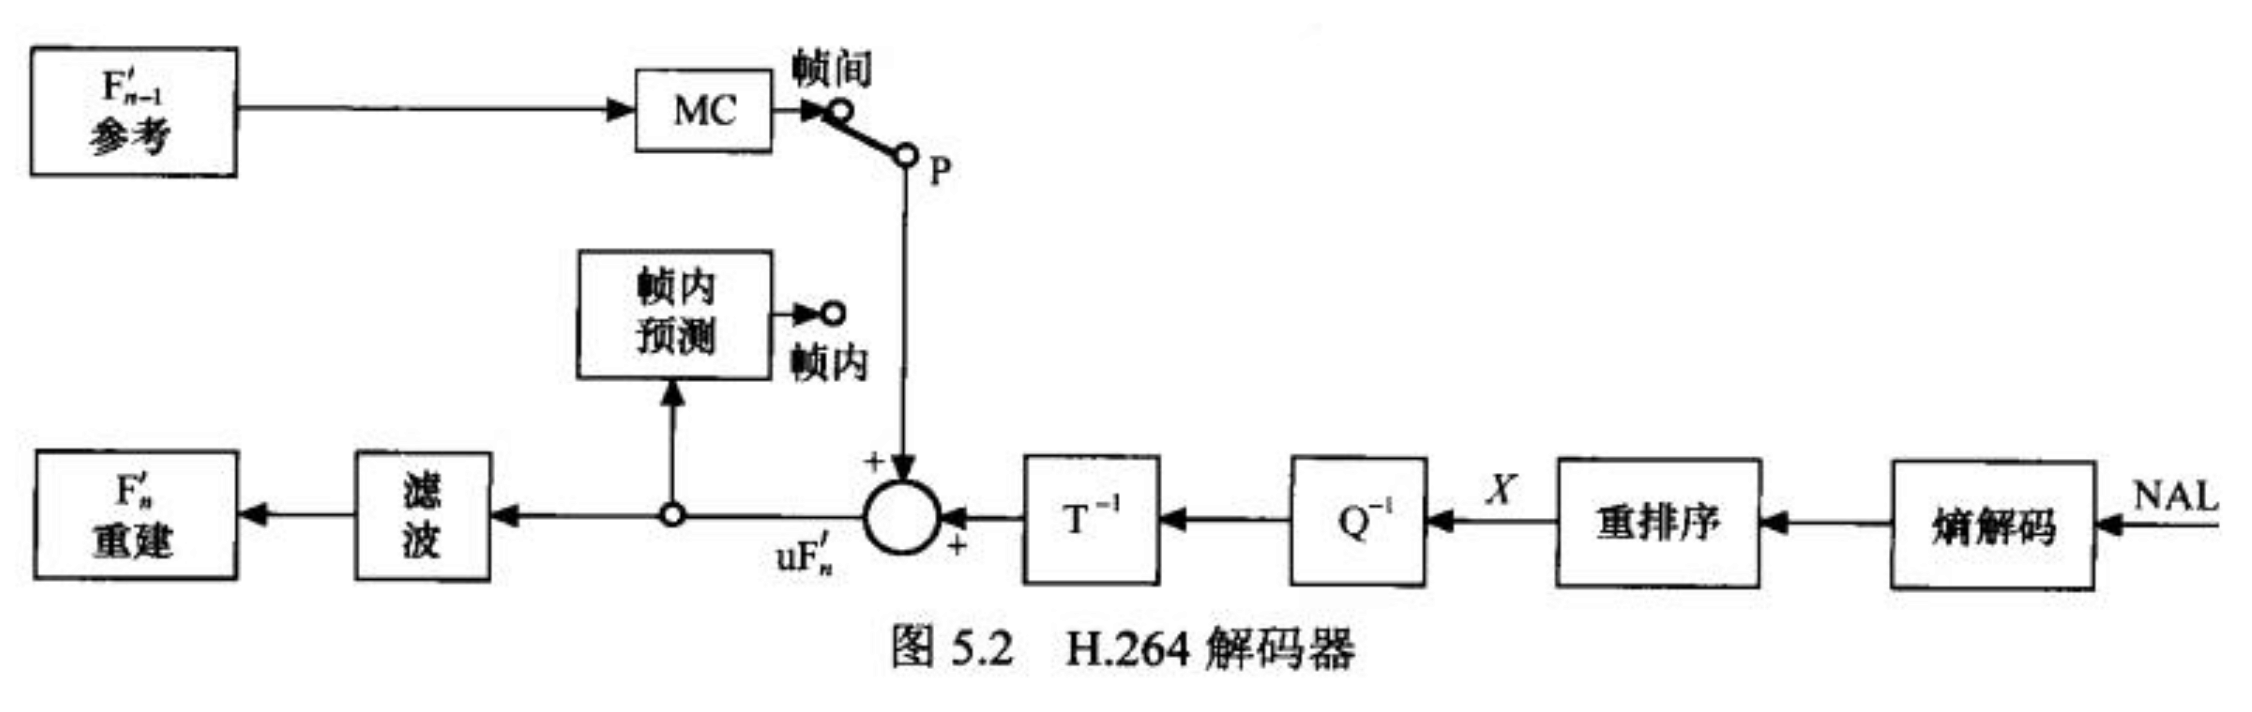 F′ₙ₋₁
参考
MC
帧间
P
帧内
预测
帧内
F′ₙ
重建
滤
波
uF′ₙ
+
+
T⁻¹
Q⁻¹
X
重排序
熵解码
NAL
图 5.2 H.264 解码器